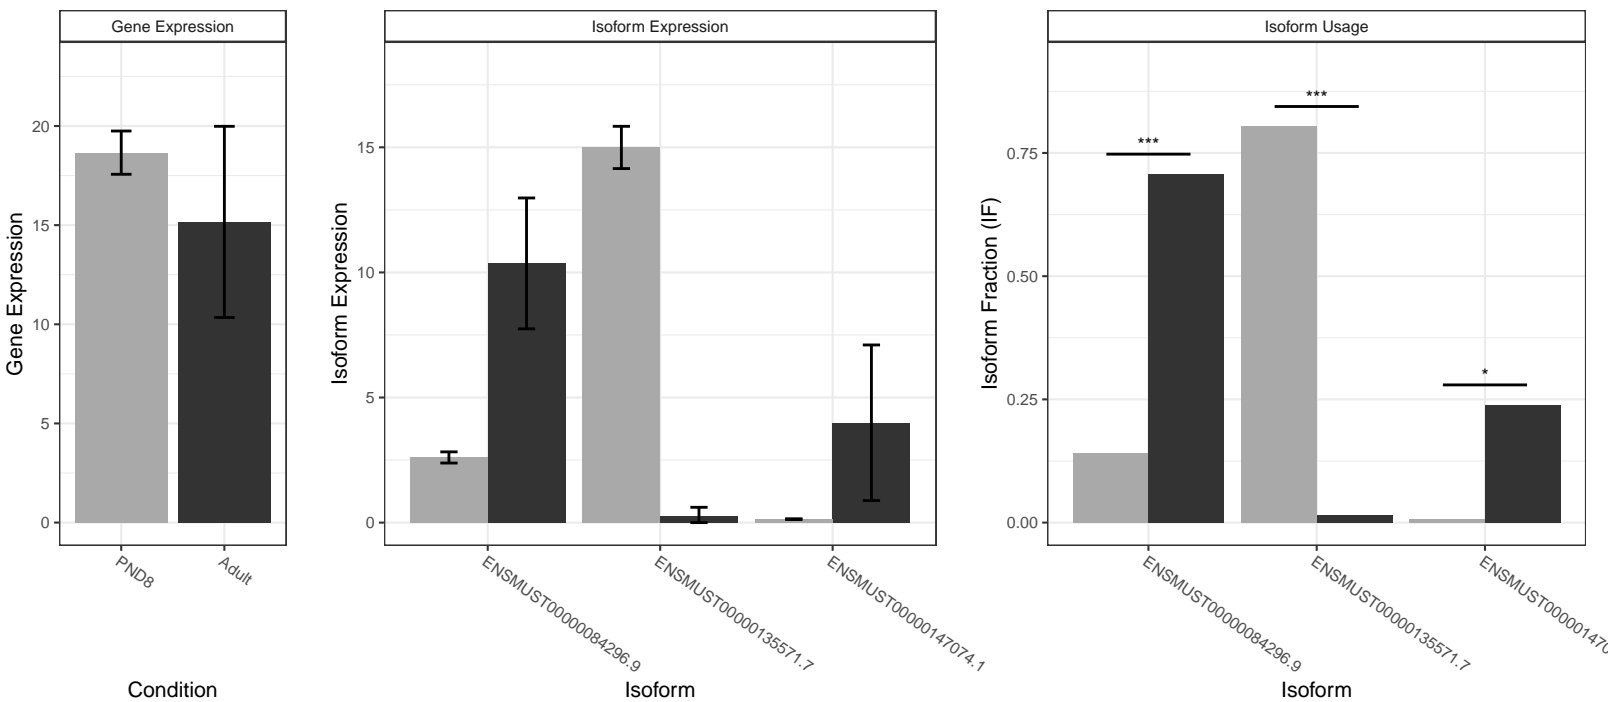 Gene Expression
Isoform Expression
Isoform Usage
Gene Expression
20
15
10
5
0
PND8
Adult
Condition
Isoform Expression
15
10
5
0
ENSMUST00000084296.9
ENSMUST00000135571.7
ENSMUST00000147074.1
Isoform
Isoform Fraction (IF)
0.75
0.50
0.25
0.00
***
***
*
ENSMUST00000084296.9
ENSMUST00000135571.7
ENSMUST000001470
Isoform